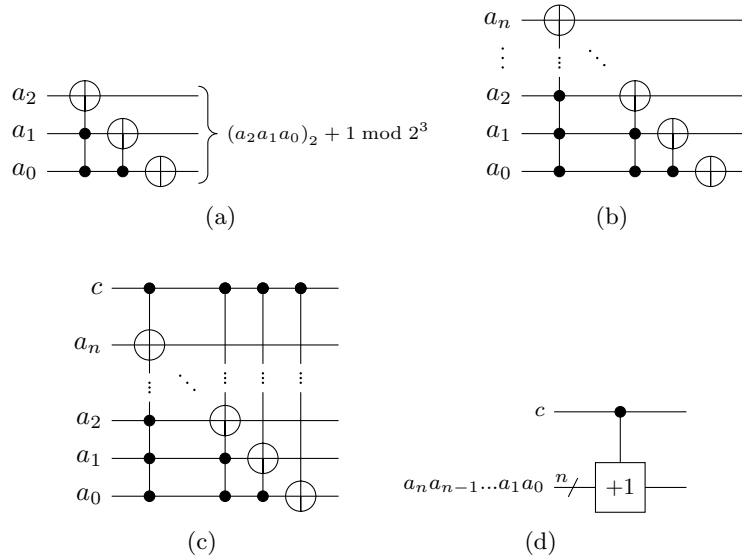 a_n
a_2
a_1
a_0
(a_2a_1a_0)_2 + 1 mod 2^3
(a)
a_2
a_1
a_0
(b)
c
a_n
a_2
a_1
a_0
(c)
c
a_na_{n−1}...a_1a_0
n
+1
(d)